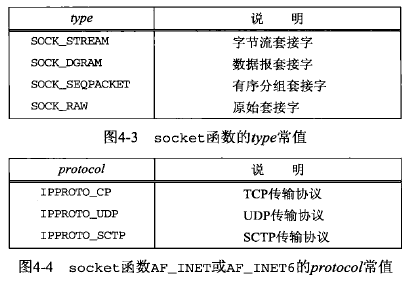 type 说 明
SOCK_STREAM 字节流套接字
SOCK_DGRAM 数据报套接字
SOCK_SEQPACKET 有序分组套接字
SOCK_RAW 原始套接字
图4-3 socket函数的type常值
protocol 说 明
IPPROTO_CP TCP传输协议
IPPROTO_UDP UDP传输协议
IPPROTO_SCTP SCTP传输协议
图4-4 socket函数AF_INET或AF_INET6的protocol常值